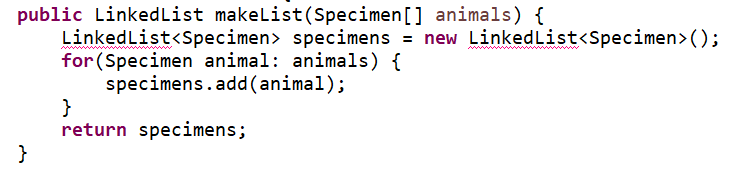 public LinkedList makeList(Specimen[] animals) {
    LinkedList<Specimen> specimens = new LinkedList<Specimen>();
    for(Specimen animal: animals) {
        specimens.add(animal);
    }
    return specimens;
}